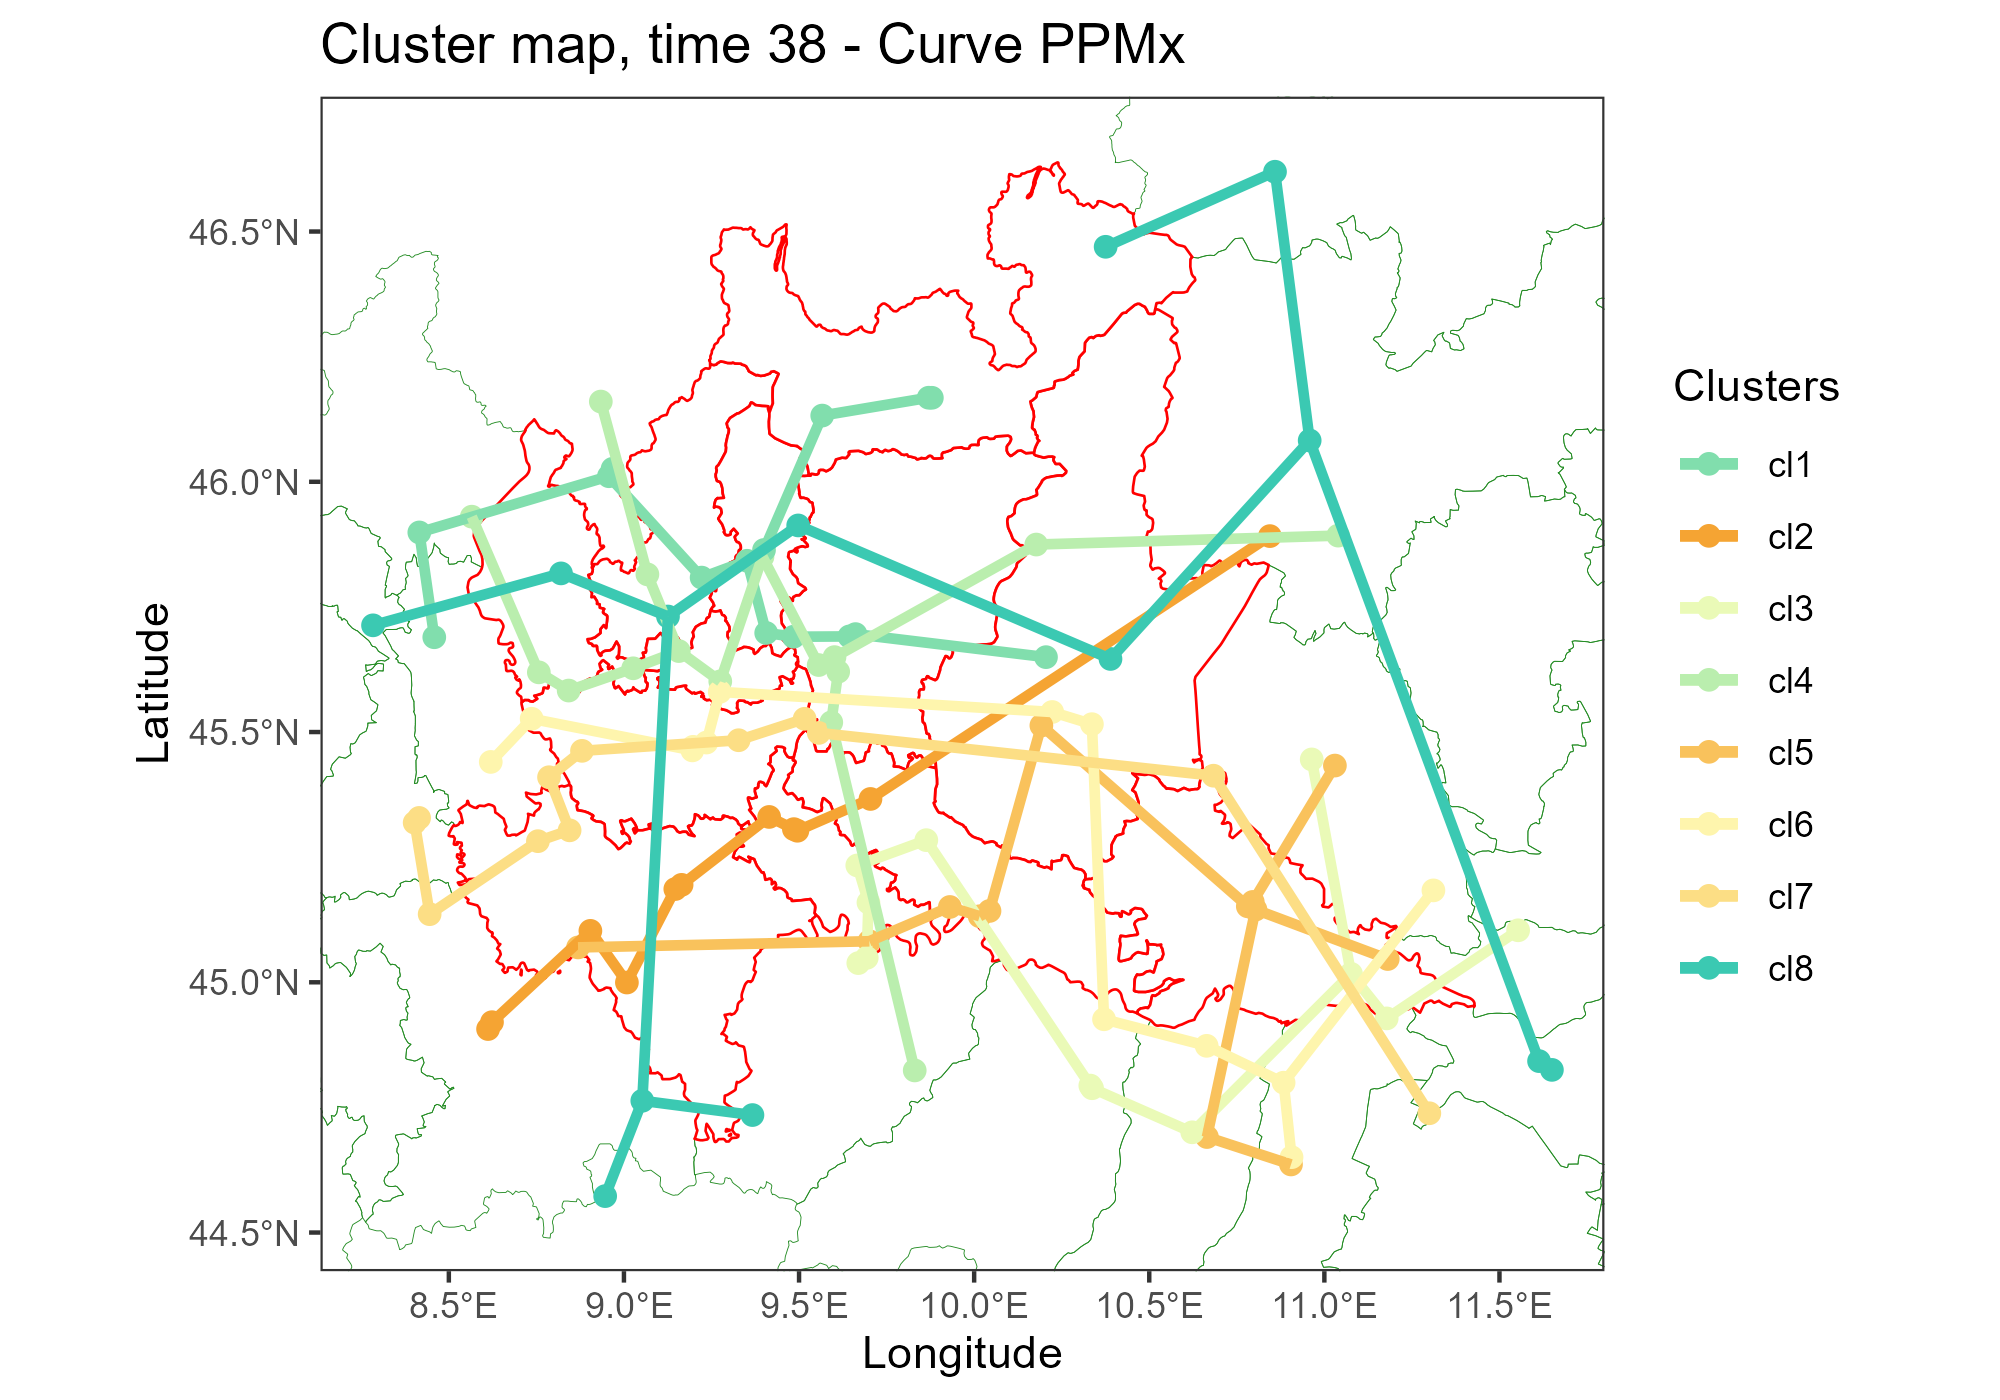 Cluster map, time 38 - Curve PPMx
46.5°N
46.0°N
45.5°N
45.0°N
44.5°N
Latitude
8.5°E
9.0°E
9.5°E
10.0°E
10.5°E
11.0°E
11.5°E
Longitude
Clusters
cl1
cl2
cl3
cl4
cl5
cl6
cl7
cl8